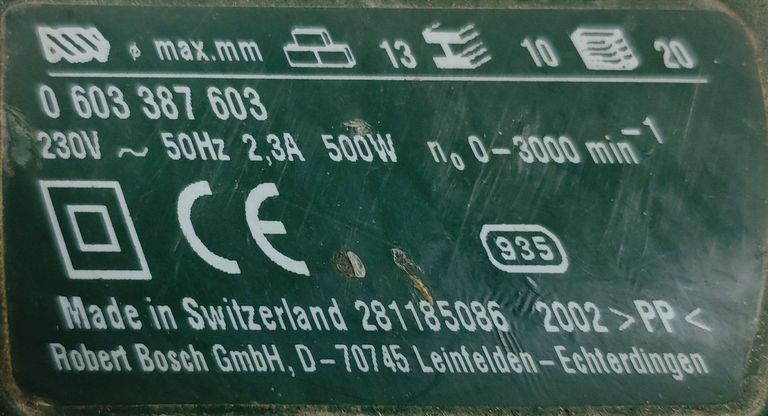 ø max.mm 13 10 20
0 603 387 603
230V ~ 50Hz 2,3A 500W n₀ 0-3000 min⁻¹
CE
935
Made in Switzerland 281185086 2002 >PP<
Robert Bosch GmbH, D-70745 Leinfelden-Echterdingen